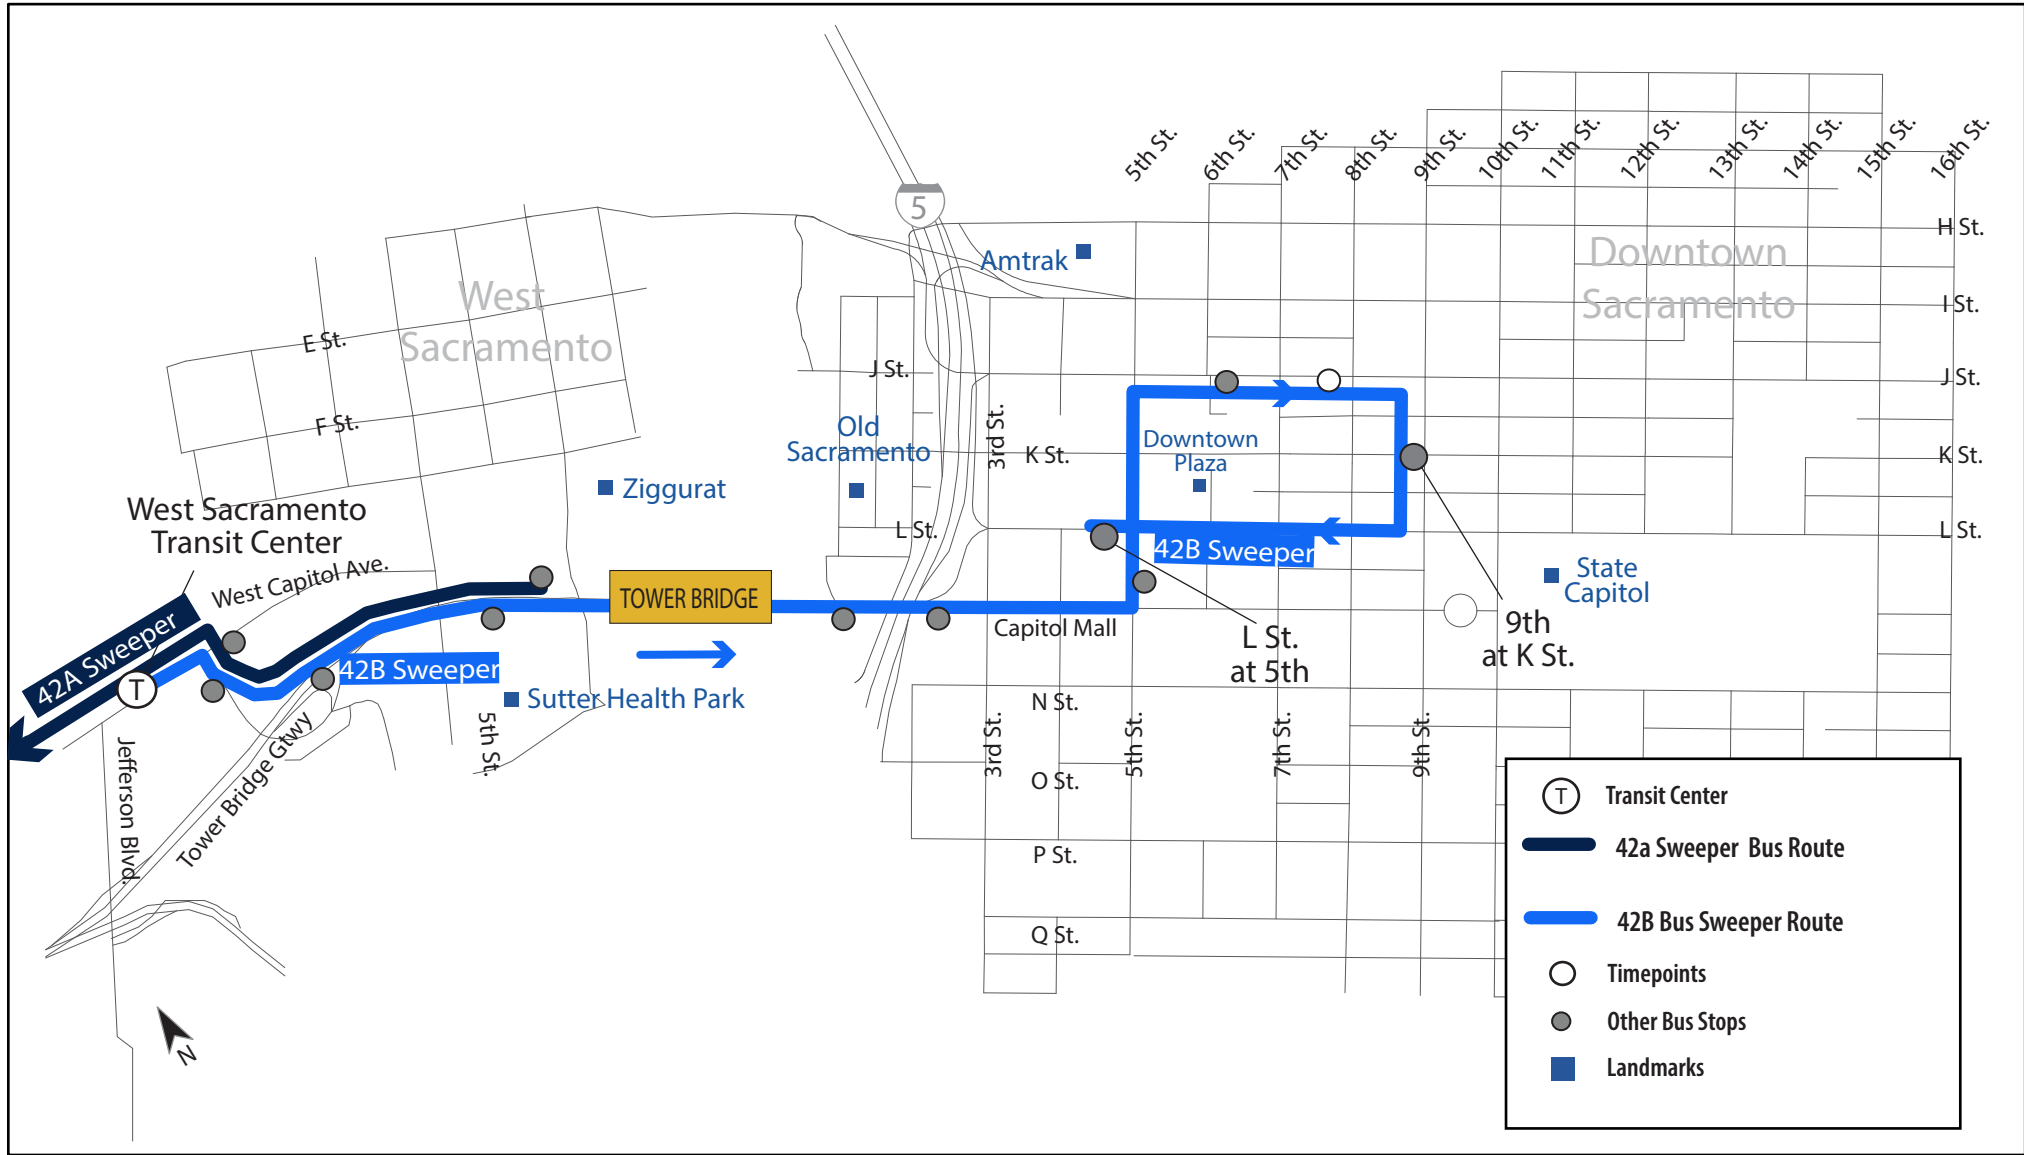 5th St.
6th St.
7th St.
8th St.
9th St.
10th St.
11th St.
12th St.
13th St.
14th St.
15th St.
16th St.
5
H St.
Amtrak
Downtown
Sacramento
West
Sacramento
I St.
E St.
J St.
J St.
F St.
Old
Sacramento
3rd St.
K St.
Downtown
Plaza
K St.
Ziggurat
West Sacramento
Transit Center
L St.
L St.
42B Sweeper
West Capitol Ave.
TOWER BRIDGE
State
Capitol
Capitol Mall
L St.
at 5th
9th
at K St.
42A Sweeper
T
42B Sweeper
Sutter Health Park
N St.
5th St.
3rd St.
5th St.
7th St.
9th St.
Jefferson Blvd.
Tower Bridge Gtwy
O St.
P St.
Q St.
N
T
Transit Center
42a Sweeper Bus Route
42B Bus Sweeper Route
Timepoints
Other Bus Stops
Landmarks